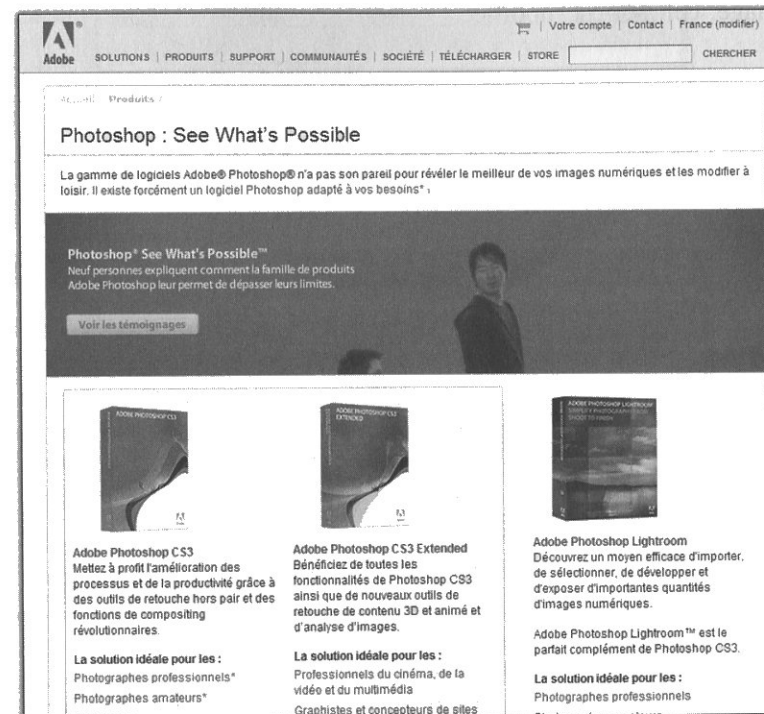 Adobe
Votre compte | Contact | France (modifier)
SOLUTIONS | PRODUITS | SUPPORT | COMMUNAUTÉS | SOCIÉTÉ | TÉLÉCHARGER | STORE
CHERCHER
Accueil / Produits /
Photoshop : See What's Possible
La gamme de logiciels Adobe® Photoshop® n'a pas son pareil pour révéler le meilleur de vos images numériques et les modifier à
loisir. Il existe forcément un logiciel Photoshop adapté à vos besoins* ›
Photoshop® See What's Possible™
Neuf personnes expliquent comment la famille de produits
Adobe Photoshop leur permet de dépasser leurs limites.
Voir les témoignages
ADOBE PHOTOSHOP CS3
Adobe Photoshop CS3
Mettez à profit l'amélioration des
processus et de la productivité grâce à
des outils de retouche hors pair et des
fonctions de compositing
révolutionnaires.
La solution idéale pour les :
Photographes professionnels*
Photographes amateurs*
ADOBE PHOTOSHOP CS3
EXTENDED
Adobe Photoshop CS3 Extended
Bénéficiez de toutes les
fonctionnalités de Photoshop CS3
ainsi que de nouveaux outils de
retouche de contenu 3D et animé et
d'analyse d'images.
La solution idéale pour les :
Professionnels du cinéma, de la
vidéo et du multimédia
Graphistes et concepteurs de sites
ADOBE PHOTOSHOP LIGHTROOM
SIMPLIFY PHOTOGRAPHY FROM
SHOOT TO FINISH
Adobe Photoshop Lightroom
Découvrez un moyen efficace d'importer,
de sélectionner, de développer et
d'exposer d'importantes quantités
d'images numériques.
Adobe Photoshop Lightroom™ est le
parfait complément de Photoshop CS3.
La solution idéale pour les :
Photographes professionnels